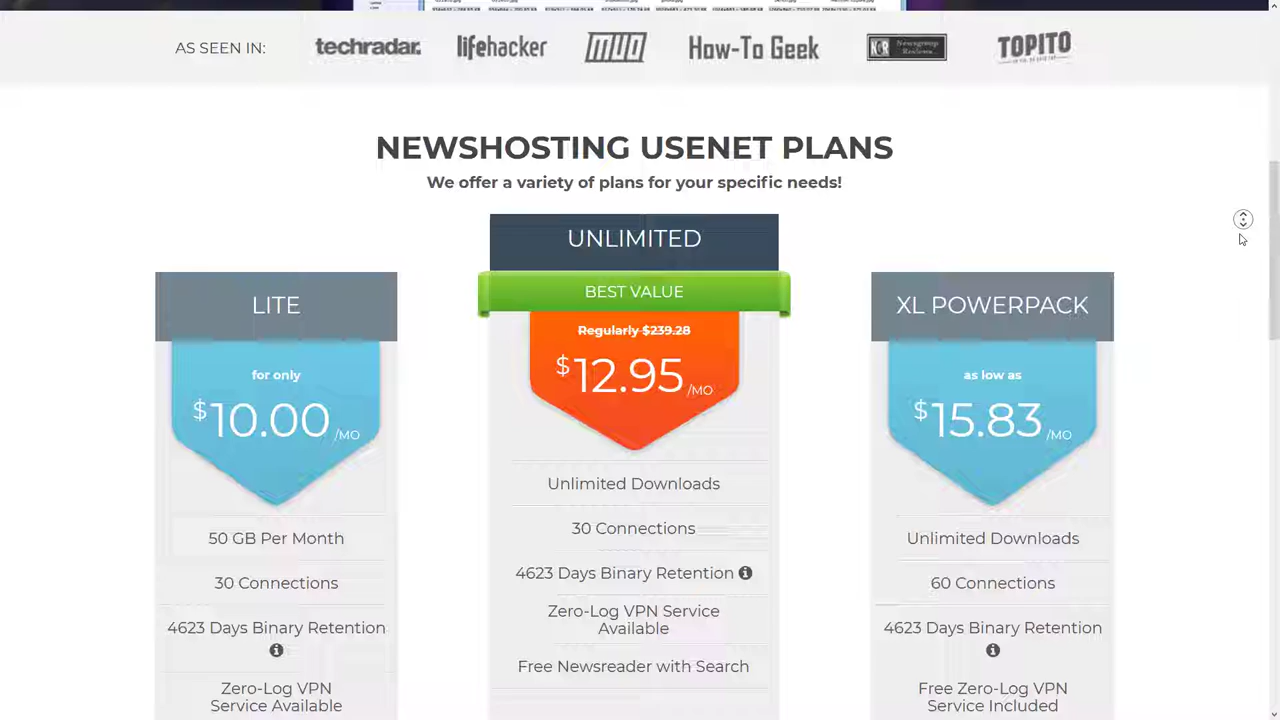 AS SEEN IN:
techradar.
lifehacker
MUO
How-To Geek
NGR Newsgroup Reviews
TOPITO
NEWSHOSTING USENET PLANS
We offer a variety of plans for your specific needs!
LITE
for only
$10.00/MO
50 GB Per Month
30 Connections
4623 Days Binary Retention
Zero-Log VPN
Service Available
UNLIMITED
BEST VALUE
Regularly $239.28
$12.95/MO
Unlimited Downloads
30 Connections
4623 Days Binary Retention
Zero-Log VPN Service
Available
Free Newsreader with Search
XL POWERPACK
as low as
$15.83/MO
Unlimited Downloads
60 Connections
4623 Days Binary Retention
Free Zero-Log VPN
Service Included